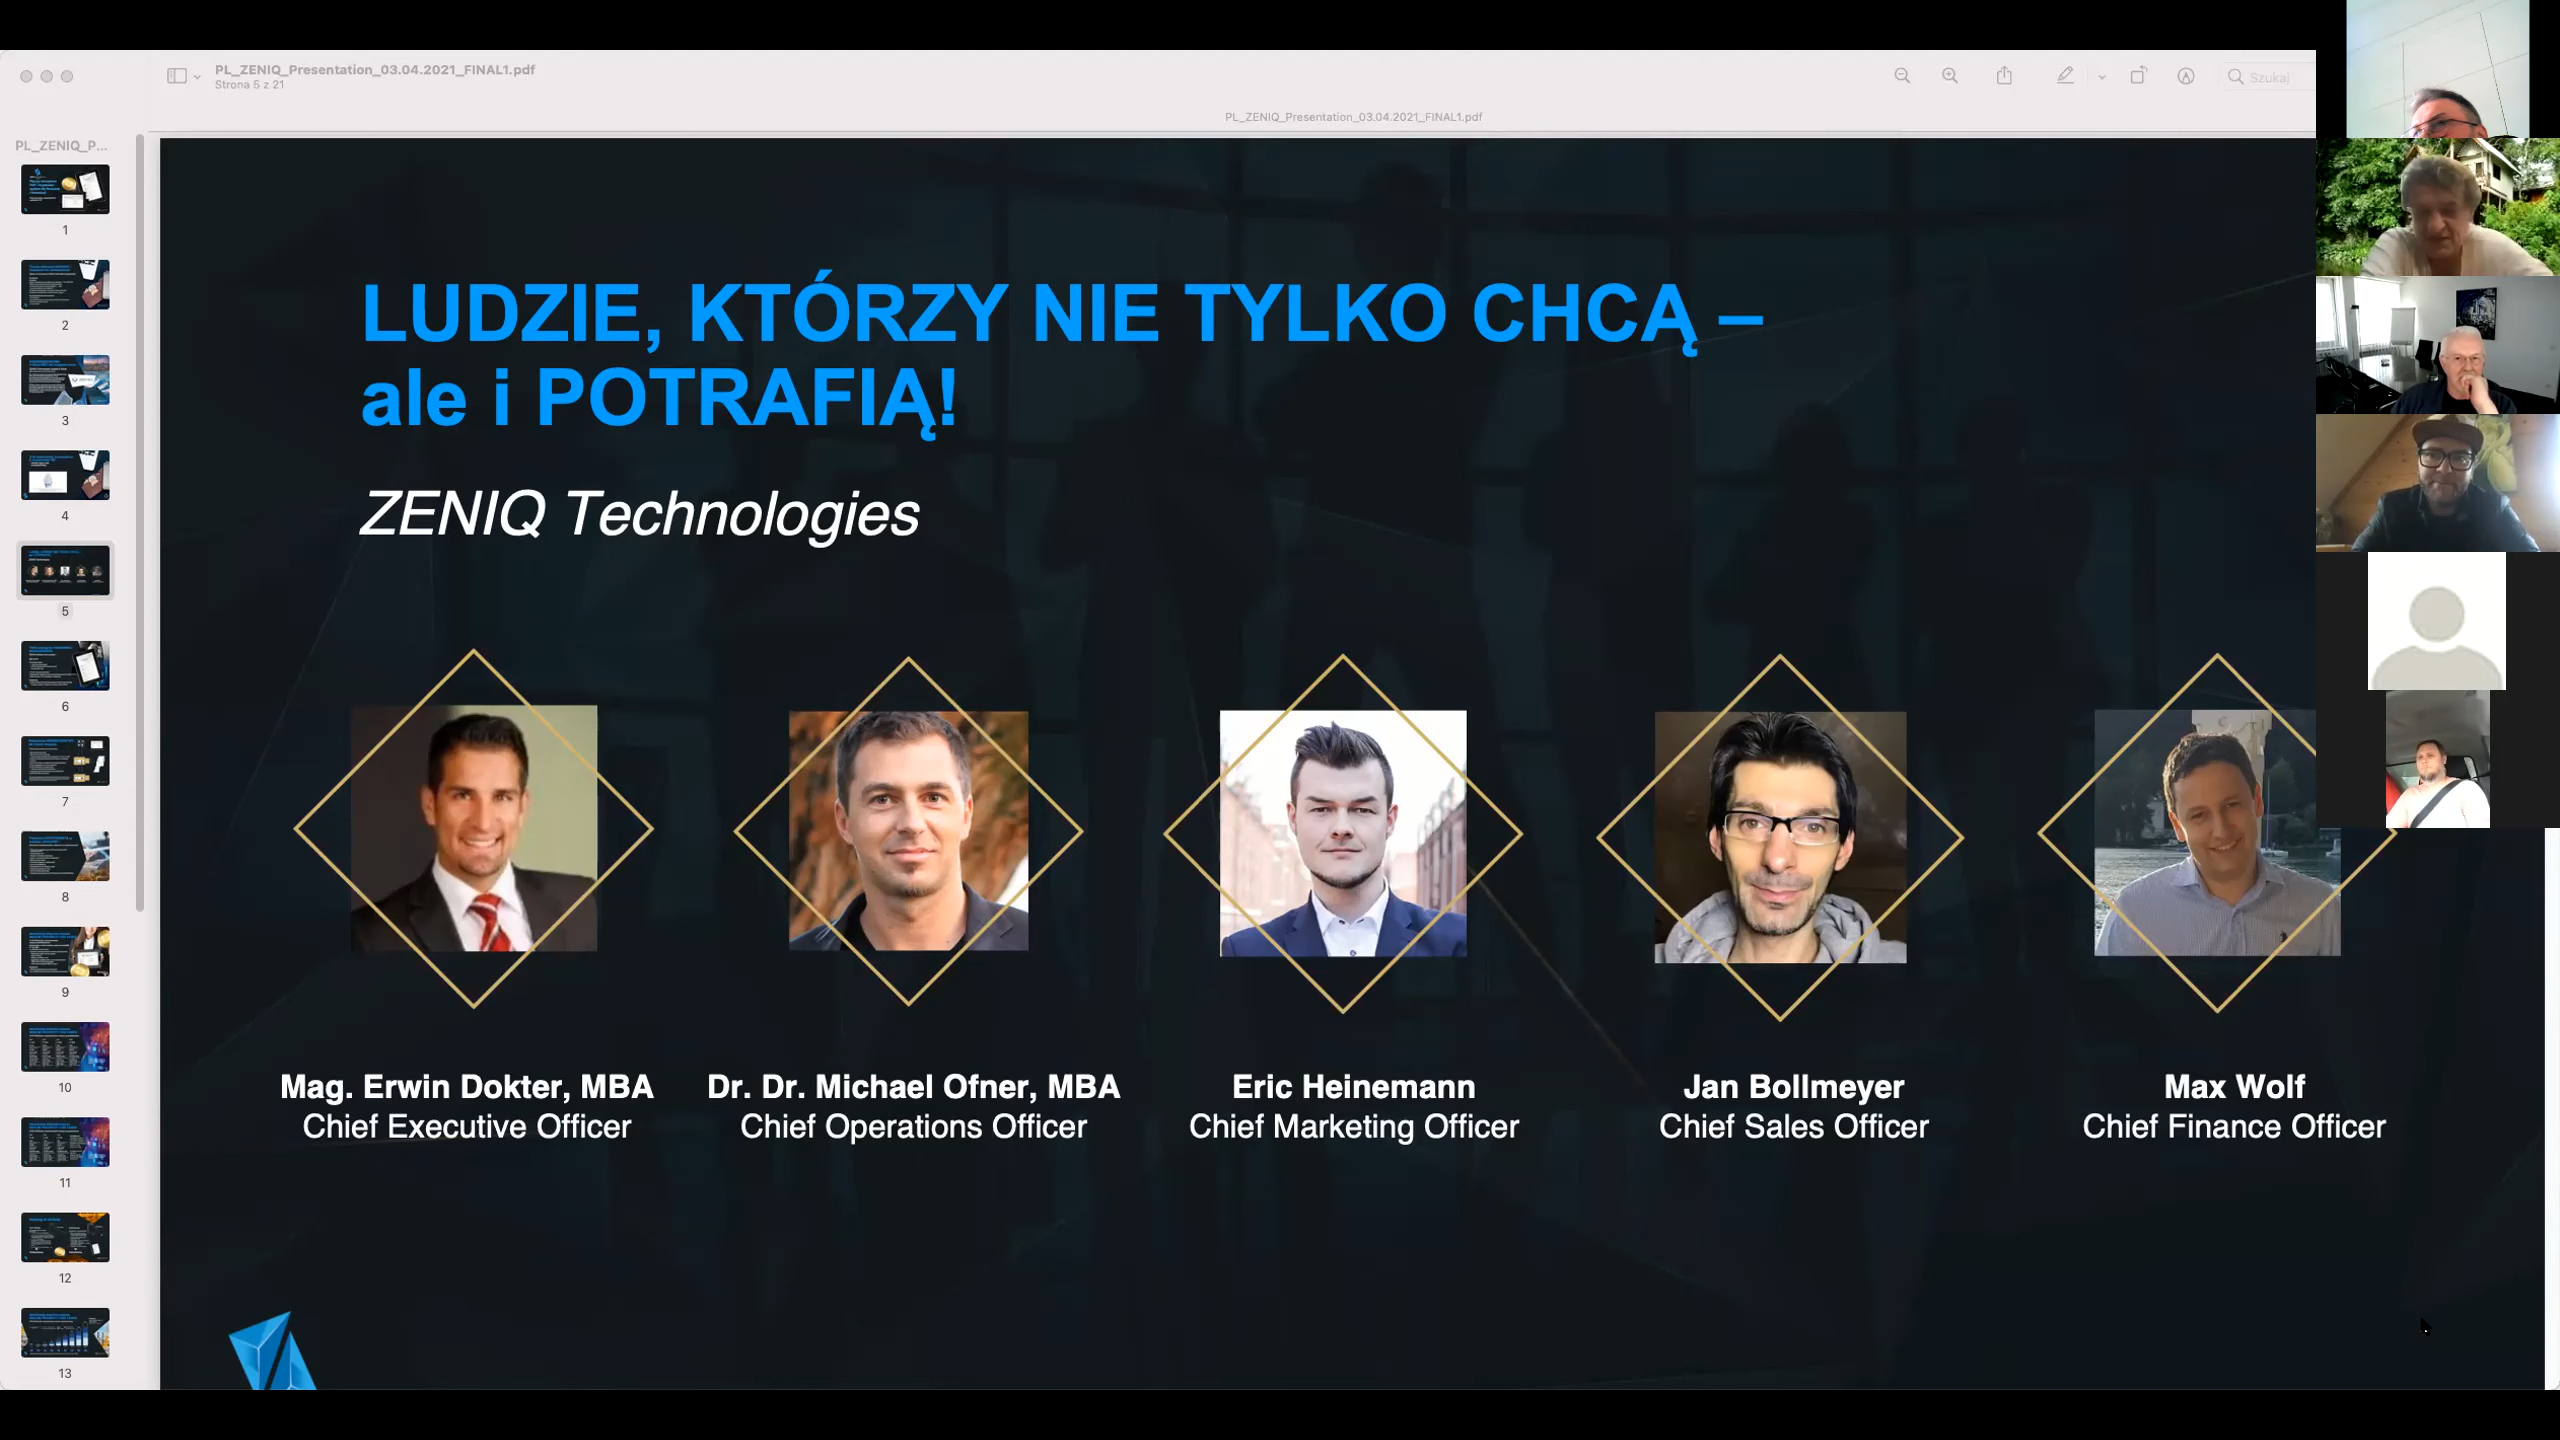 PL_ZENIQ_Presentation_03.04.2021_FINAL1.pdf
Strona 5 z 21
Szukaj
PL_ZENIQ_Presentation_03.04.2021_FINAL1.pdf
PL_ZENIQ_P...
1
2
3
4
5
6
7
8
9
10
11
12
13
LUDZIE, KTÓRZY NIE TYLKO CHCĄ –
ale i POTRAFIĄ!
ZENIQ Technologies
Mag. Erwin Dokter, MBA
Chief Executive Officer
Dr. Dr. Michael Ofner, MBA
Chief Operations Officer
Eric Heinemann
Chief Marketing Officer
Jan Bollmeyer
Chief Sales Officer
Max Wolf
Chief Finance Officer